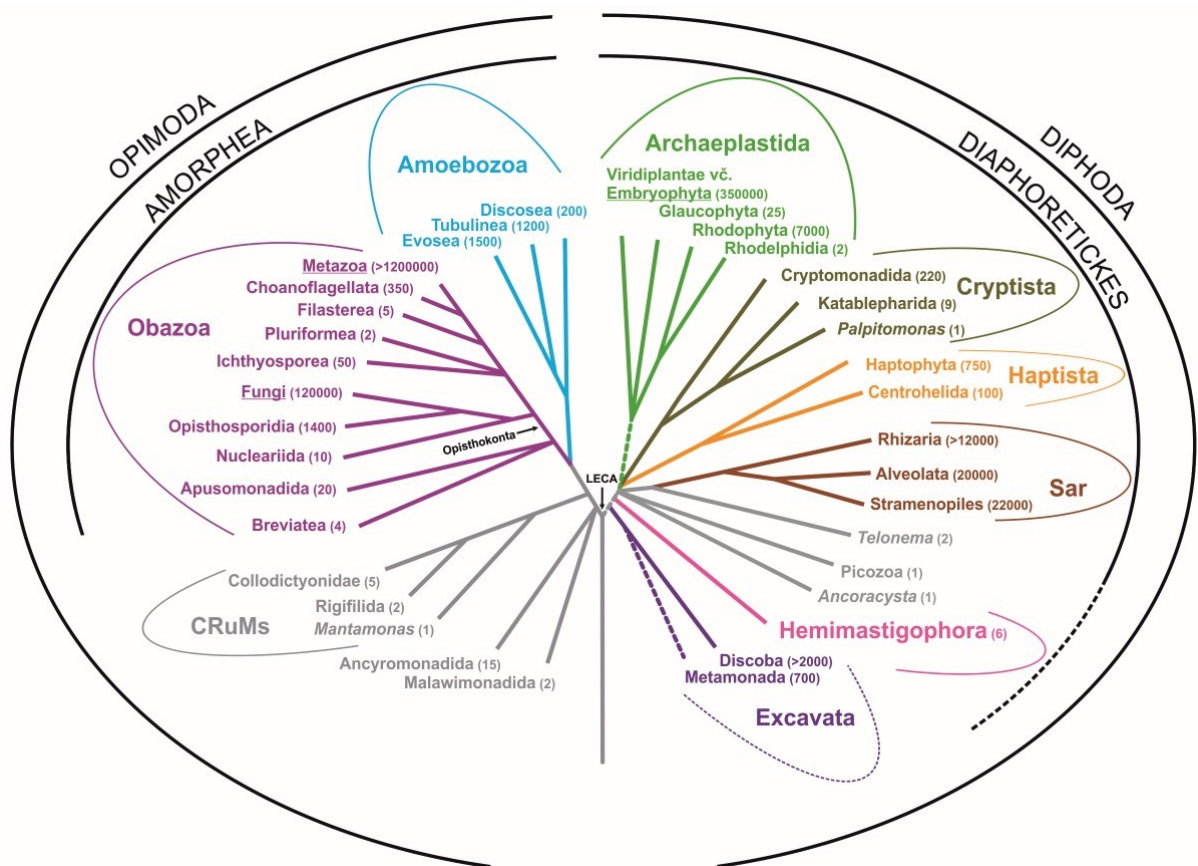 OPIMODA
AMORPHEA
DIPHODA
DIAPHORETICKES
Amoebozoa
Discosea (200)
Tubulinea (1200)
Evosea (1500)
Archaeplastida
Viridiplantae vč.
Embryophyta (350000)
Glaucophyta (25)
Rhodophyta (7000)
Rhodelphidia (2)
Obazoa
Metazoa (>1200000)
Choanoflagellata (350)
Filasterea (5)
Pluriformea (2)
Ichthyosporea (50)
Fungi (120000)
Opisthosporidia (1400)
Nucleariida (10)
Apusomonadida (20)
Breviatea (4)
Opisthokonta
LECA
Cryptomonadida (220)
Cryptista
Katablepharida (9)
Palpitomonas (1)
Haptophyta (750)
Haptista
Centrohelida (100)
Rhizaria (>12000)
Alveolata (20000)
Sar
Stramenopiles (22000)
Telonema (2)
Picozoa (1)
Ancoracysta (1)
Hemimastigophora (6)
Discoba (>2000)
Metamonada (700)
Excavata
Collodictyonidae (5)
Rigifilida (2)
CRuMs
Mantamonas (1)
Ancyromonadida (15)
Malawimonadida (2)